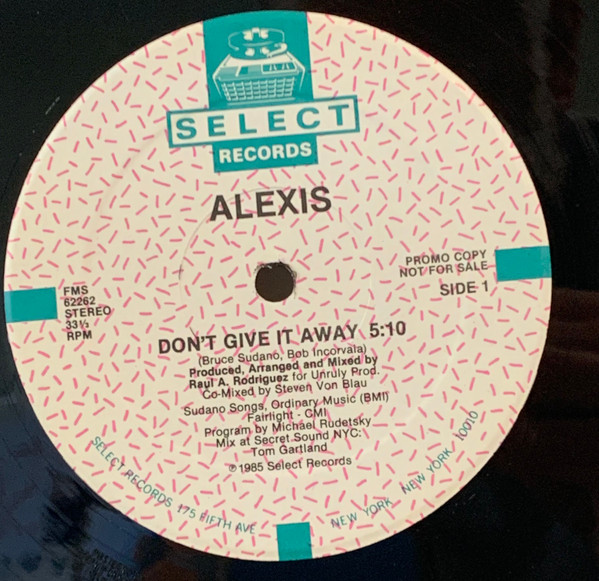 SELECT
RECORDS
ALEXIS
PROMO COPY
NOT FOR SALE
SIDE 1
FMS
62262
STEREO
33⅓
RPM
DON'T GIVE IT AWAY 5:10
(Bruce Sudano, Bob Incorvaia)
Produced, Arranged and Mixed by
Raul A. Rodriguez for Unruly Prod.
Co-Mixed by Steven Von Blau
Sudano Songs, Ordinary Music (BMI)
Fairlight - GMI
Program by Michael Rudetsky
Mix at Secret Sound NYC:
Tom Gartland
℗ 1985 Select Records
SELECT RECORDS 175 FIFTH AVE NEW YORK, NEW YORK 10010